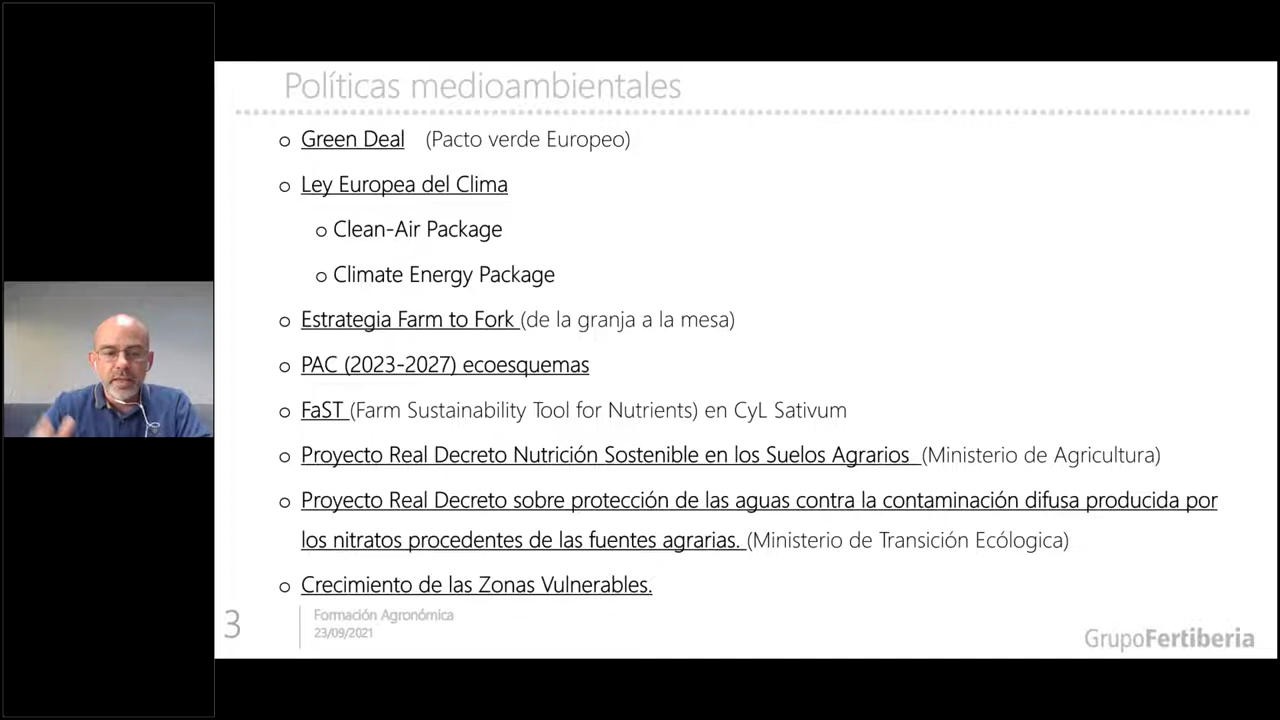 Políticas medioambientales
o Green Deal (Pacto verde Europeo)
o Ley Europea del Clima
o Clean-Air Package
o Climate Energy Package
o Estrategia Farm to Fork (de la granja a la mesa)
o PAC (2023-2027) ecoesquemas
o FaST (Farm Sustainability Tool for Nutrients) en CyL Sativum
o Proyecto Real Decreto Nutrición Sostenible en los Suelos Agrarios (Ministerio de Agricultura)
o Proyecto Real Decreto sobre protección de las aguas contra la contaminación difusa producida por
los nitratos procedentes de las fuentes agrarias. (Ministerio de Transición Ecólogica)
o Crecimiento de las Zonas Vulnerables.
3
Formación Agronómica
23/09/2021
GrupoFertiberia